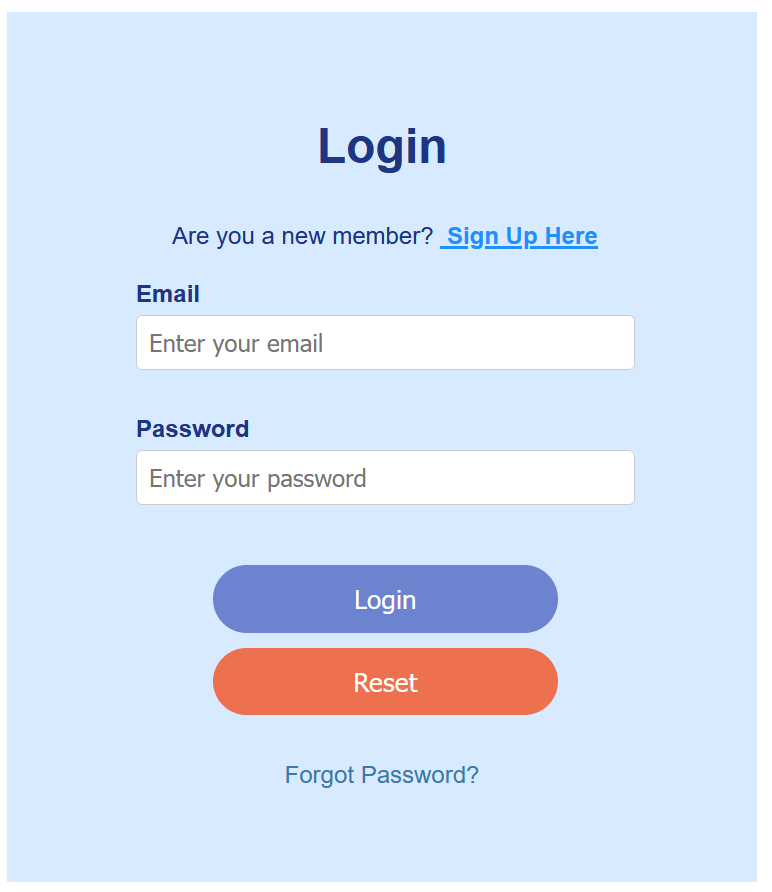 Login
Are you a new member? Sign Up Here
Email
Enter your email
Password
Enter your password
Login
Reset
Forgot Password?